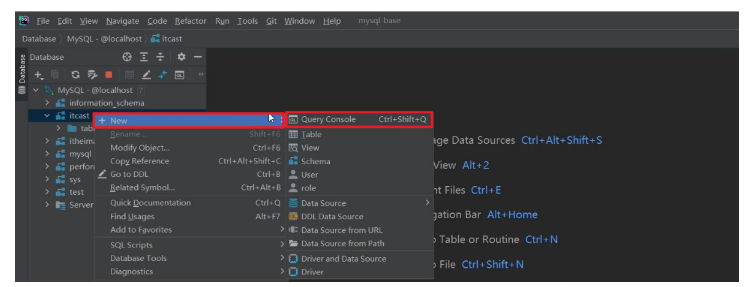 File Edit View Navigate Code Refactor Run Tools Git Window Help mysql-base
Database MySQL - @localhost itcast
Database
Database
MySQL - @localhost 7
information_schema
itcast
tabl
itheim
mysql
perfor
sys
test
Server
New
Rename... Shift+F6
Modify Object... Ctrl+F6
Copy Reference Ctrl+Alt+Shift+C
Go to DDL Ctrl+B
Related Symbol... Ctrl+Alt+B
Quick Documentation Ctrl+Q
Find Usages Alt+F7
Add to Favorites
SQL Scripts
Database Tools
Diagnostics
Query Console Ctrl+Shift+Q
Table
View
Schema
User
role
Data Source
DDL Data Source
Data Source from URL
Data Source from Path
Driver and Data Source
Driver
ge Data Sources Ctrl+Alt+Shift+S
View Alt+2
nt Files Ctrl+E
gation Bar Alt+Home
Table or Routine Ctrl+N
File Ctrl+Shift+N